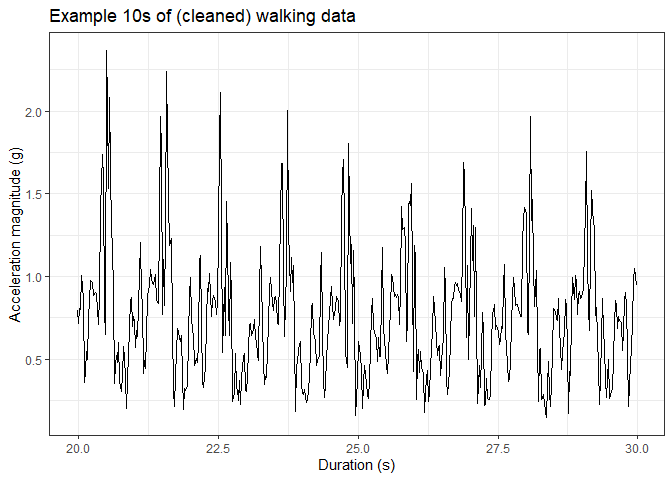 Example 10s of (cleaned) walking data
Acceleration magnitude (g)
2.0
1.5
1.0
0.5
20.0 22.5 25.0 27.5 30.0
Duration (s)